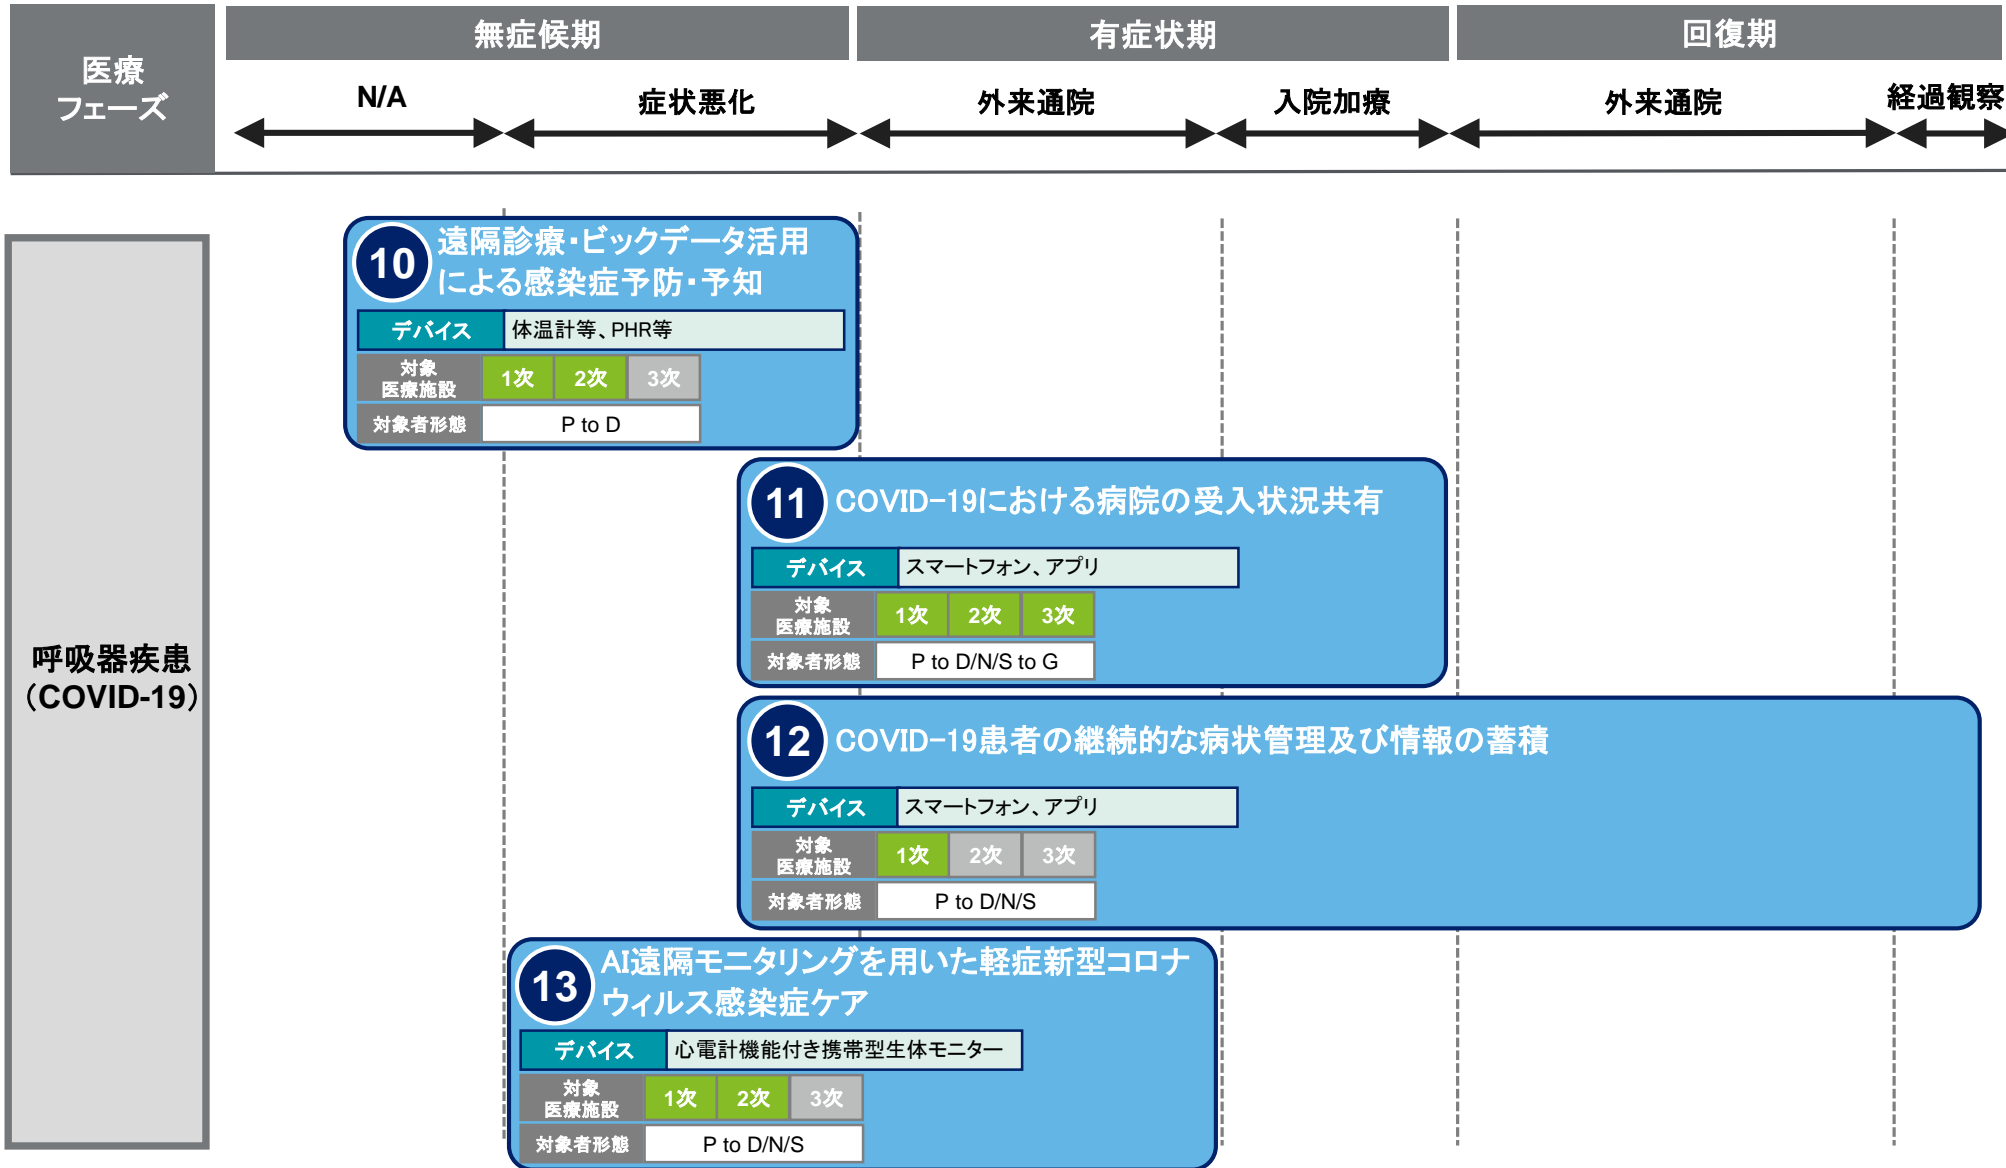 医療
フェーズ
無症候期
有症状期
回復期
N/A
症状悪化
外来通院
入院加療
外来通院
経過観察
呼吸器疾患
（COVID-19）
10
遠隔診療・ビックデータ活用
による感染症予防・予知
デバイス
体温計等、PHR等
対象
医療施設
1次
2次
3次
対象者形態
P to D
11
COVID-19における病院の受入状況共有
デバイス
スマートフォン、アプリ
対象
医療施設
1次
2次
3次
対象者形態
P to D/N/S to G
12
COVID-19患者の継続的な病状管理及び情報の蓄積
デバイス
スマートフォン、アプリ
対象
医療施設
1次
2次
3次
対象者形態
P to D/N/S
13
AI遠隔モニタリングを用いた軽症新型コロナ
ウィルス感染症ケア
デバイス
心電計機能付き携帯型生体モニター
対象
医療施設
1次
2次
3次
対象者形態
P to D/N/S